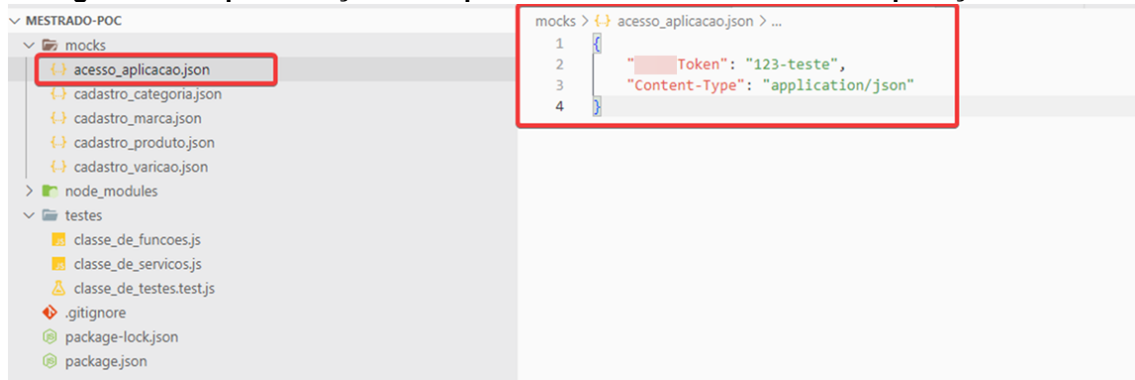 MESTRADO-POC
mocks
{..} acesso_aplicacao.json
{..} cadastro_categoria.json
{..} cadastro_marca.json
{..} cadastro_produto.json
{..} cadastro_varicao.json
node_modules
testes
JS classe_de_funcoes.js
JS classe_de_servicos.js
classe_de_testes.test.js
.gitignore
package-lock.json
package.json
mocks > {..} acesso_aplicacao.json > ...
1 {
2 " Token": "123-teste",
3 "Content-Type": "application/json"
4 }